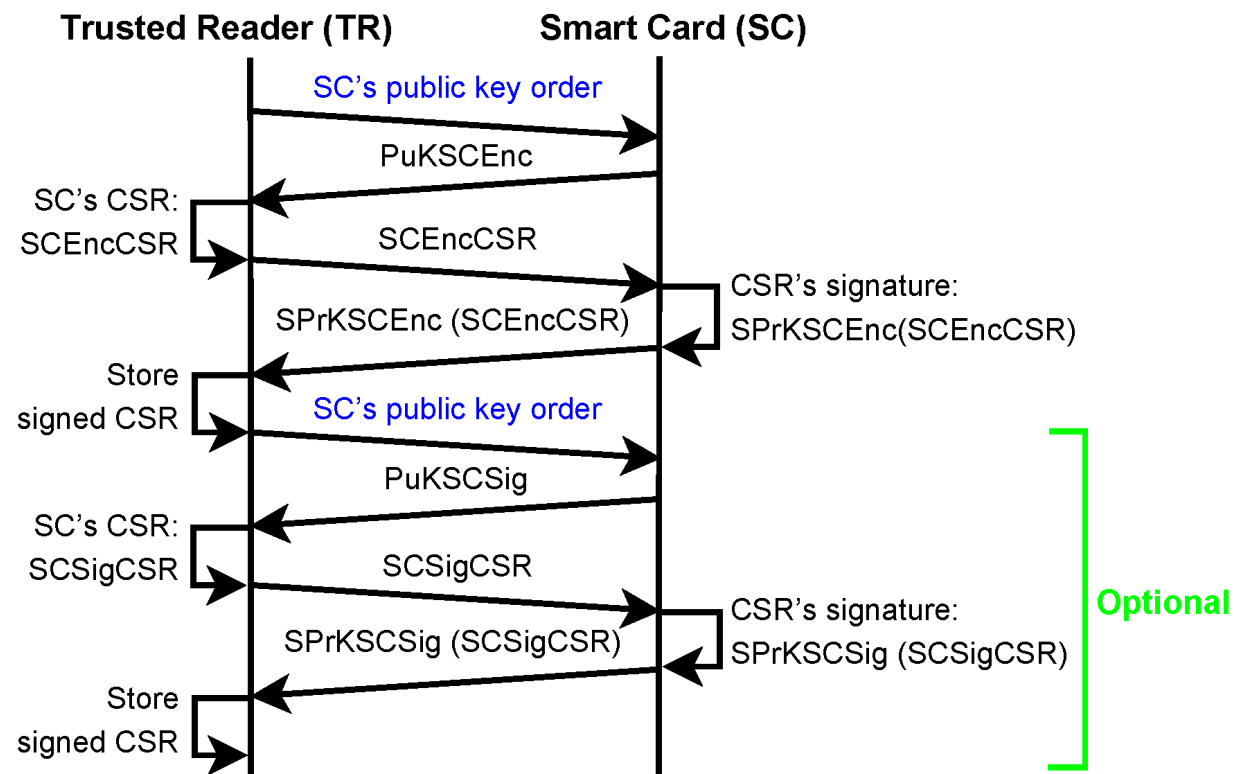 Trusted Reader (TR)
Smart Card (SC)
SC’s public key order
PuKSCEnc
SC’s CSR:
SCEncCSR
SCEncCSR
CSR’s signature:
SPrKSCEnc(SCEncCSR)
SPrKSCEnc (SCEncCSR)
Store
signed CSR
SC’s public key order
PuKSCSig
SC’s CSR:
SCSigCSR
SCSigCSR
CSR’s signature:
SPrKSCSig (SCSigCSR)
SPrKSCSig (SCSigCSR)
Store
signed CSR
Optional